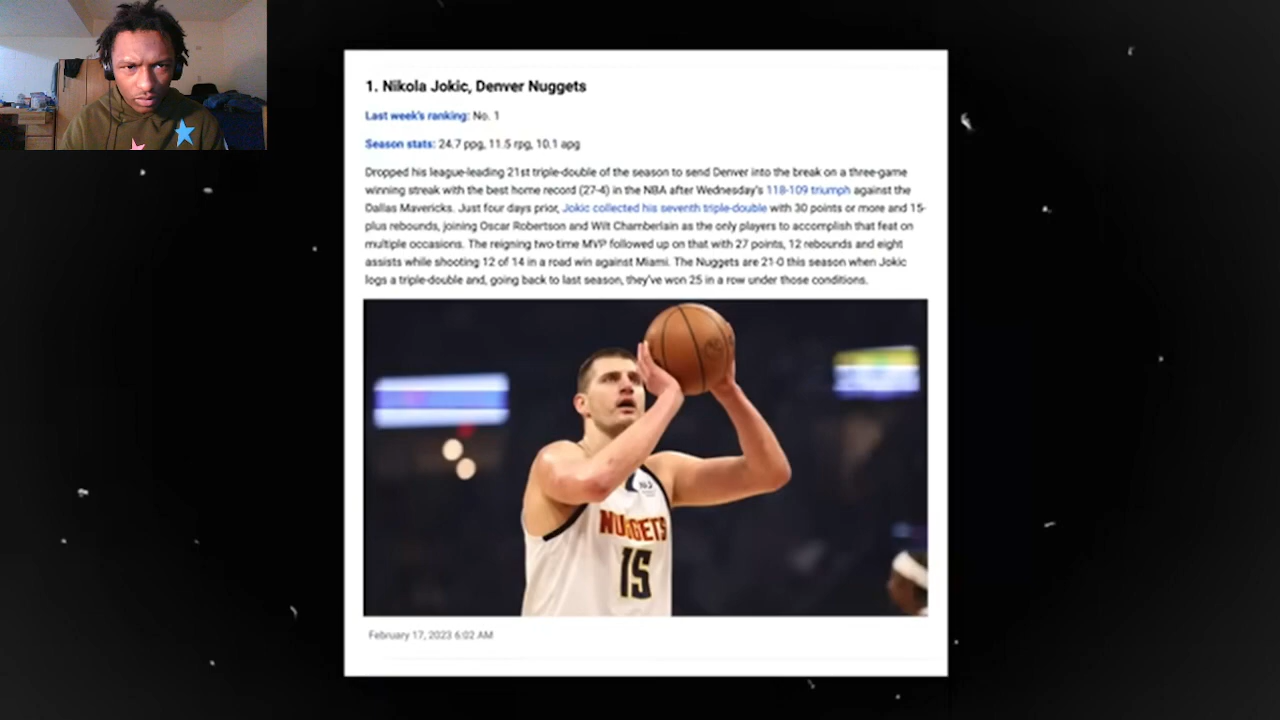 1. Nikola Jokic, Denver Nuggets
Last week's ranking: No. 1
Season stats: 24.7 ppg, 11.5 rpg, 10.1 apg
Dropped his league-leading 21st triple-double of the season to send Denver into the break on a three-game
winning streak with the best home record (27-4) in the NBA after Wednesday's 118-109 triumph against the
Dallas Mavericks. Just four days prior, Jokic collected his seventh triple-double with 30 points or more and 15-
plus rebounds, joining Oscar Robertson and Wilt Chamberlain as the only players to accomplish that feat on
multiple occasions. The reigning two-time MVP followed up on that with 27 points, 12 rebounds and eight
assists while shooting 12 of 14 in a road win against Miami. The Nuggets are 21-0 this season when Jokic
logs a triple-double and, going back to last season, they've won 25 in a row under those conditions.
NUGGETS
15
February 17, 2023 6:02 AM